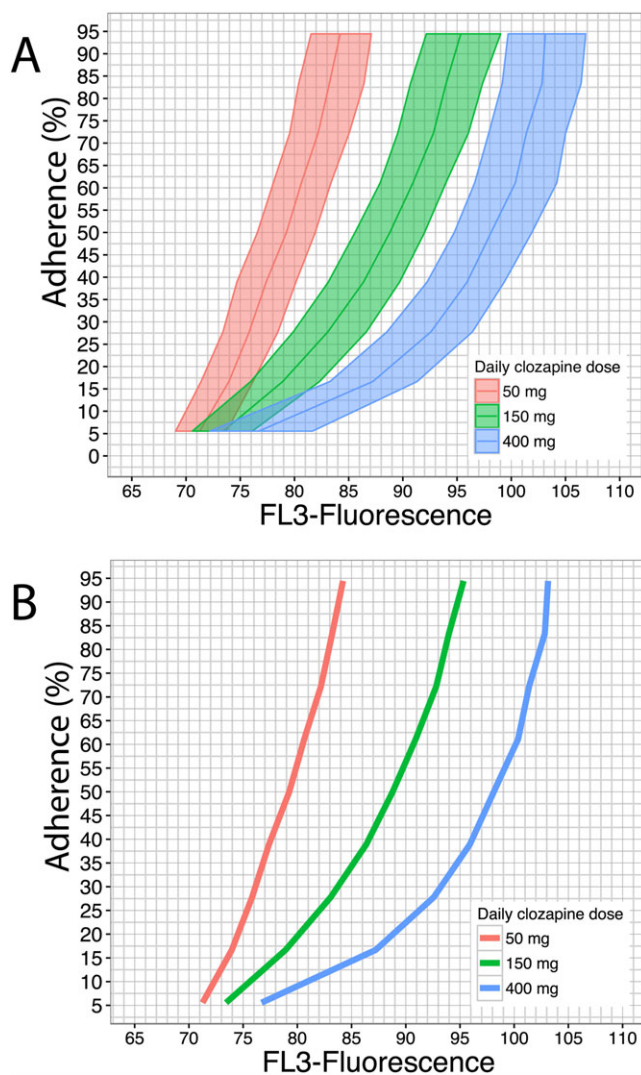 A
Adherence (%)
95
90
85
80
75
70
65
60
55
50
45
40
35
30
25
20
15
10
5
0
Daily clozapine dose
50 mg
150 mg
400 mg
65 70 75 80 85 90 95 100 105 110
FL3-Fluorescence
B
Adherence (%)
95
90
85
80
75
70
65
60
55
50
45
40
35
30
25
20
15
10
5
Daily clozapine dose
50 mg
150 mg
400 mg
65 70 75 80 85 90 95 100 105 110
FL3-Fluorescence